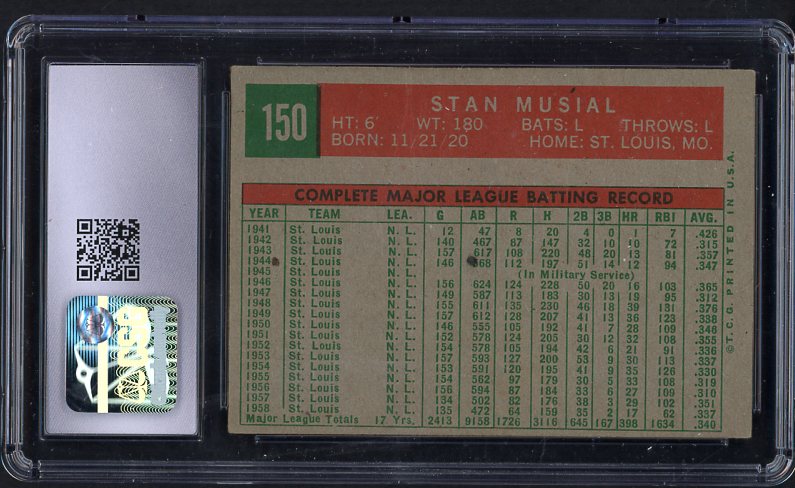 150
STAN MUSIAL
HT: 6' WT: 180 BATS: L THROWS: L
BORN: 11/21/20 HOME: ST. LOUIS, MO.
COMPLETE MAJOR LEAGUE BATTING RECORD
YEAR TEAM LEA. G AB R H 2B 3B HR RBI AVG.
1941 St. Louis N. L. 12 47 8 20 4 0 1 7 .426
1942 St. Louis N. L. 140 467 87 147 32 10 10 72 .315
1943 St. Louis N. L. 157 617 108 220 48 20 13 81 .357
1944 St. Louis N. L. 146 568 112 197 51 14 12 94 .347
1945 St. Louis N. L. (In Military Service)
1946 St. Louis N. L. 156 624 124 228 50 20 16 103 .365
1947 St. Louis N. L. 149 587 113 183 30 13 19 95 .312
1948 St. Louis N. L. 155 611 135 230 46 18 39 131 .376
1949 St. Louis N. L. 157 612 128 207 41 13 36 123 .338
1950 St. Louis N. L. 146 555 105 192 41 7 28 109 .346
1951 St. Louis N. L. 152 578 124 205 30 12 32 108 .355
1952 St. Louis N. L. 154 578 105 194 42 6 21 91 .336
1953 St. Louis N. L. 157 593 127 200 53 9 30 113 .337
1954 St. Louis N. L. 153 591 120 195 41 9 35 126 .330
1955 St. Louis N. L. 154 562 97 179 30 5 33 108 .319
1956 St. Louis N. L. 156 594 87 184 33 6 27 109 .310
1957 St. Louis N. L. 134 502 82 176 38 3 29 102 .351
1958 St. Louis N. L. 135 472 64 159 35 2 17 62 .337
Major League Totals 17 Yrs. 2413 9158 1726 3116 645 167 398 1634 .340
© T.C.G. PRINTED IN U.S.A.